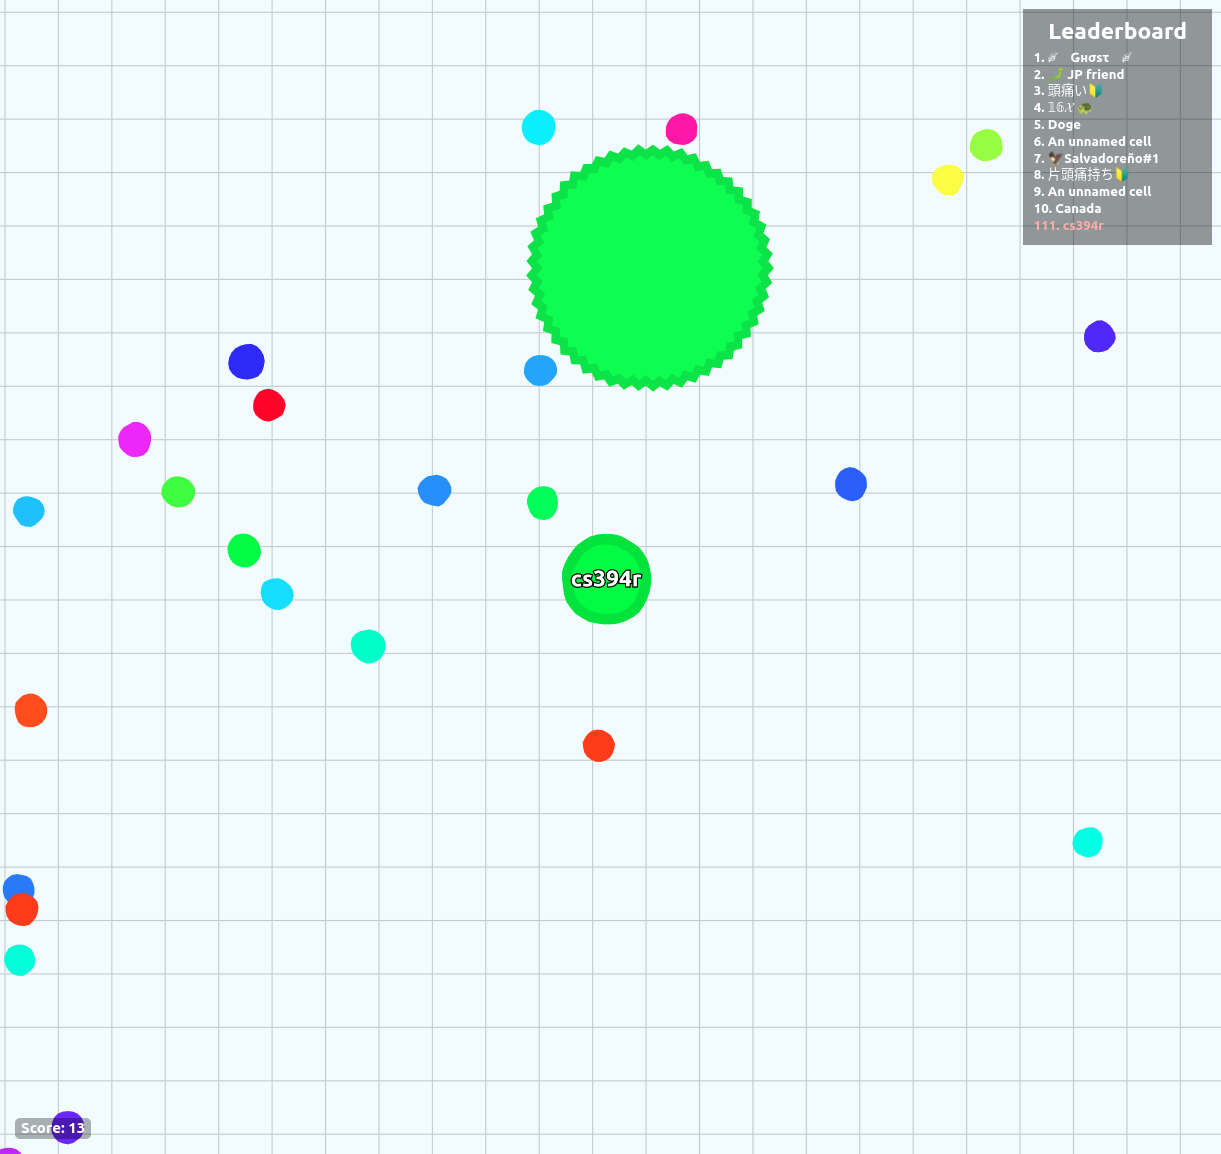 Leaderboard
1. 🪐 Gнσsт 🪐
2. JP friend
3. 頭痛い🔰
4. 𝟙𝟞𝓧 🐢
5. Doge
6. An unnamed cell
7. 🦅Salvadoreño#1
8. 片頭痛持ち🔰
9. An unnamed cell
10. Canada
111. cs394r
cs394r
Score: 13